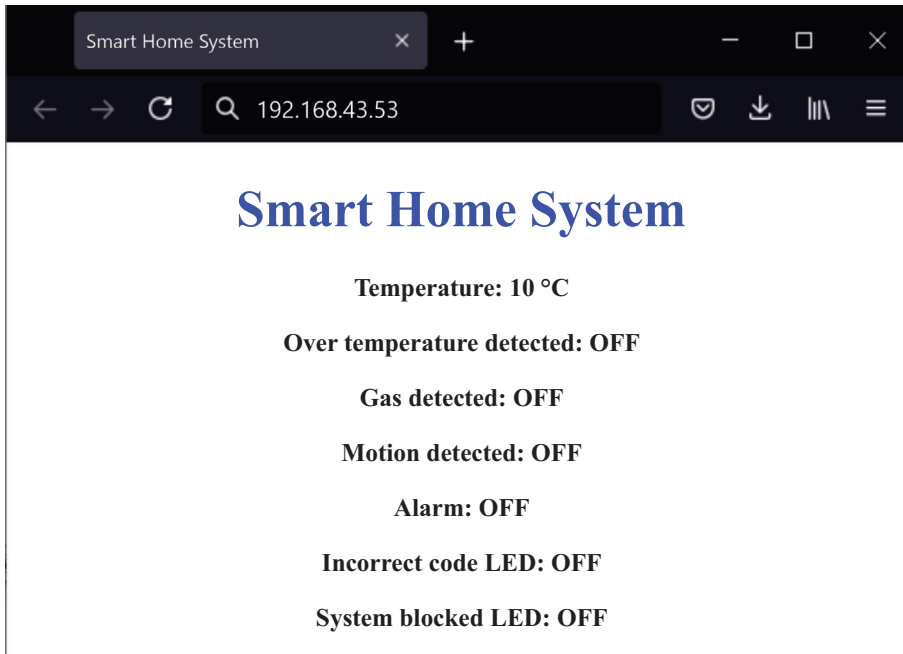 Smart Home System
192.168.43.53
Smart Home System
Temperature: 10 °C
Over temperature detected: OFF
Gas detected: OFF
Motion detected: OFF
Alarm: OFF
Incorrect code LED: OFF
System blocked LED: OFF